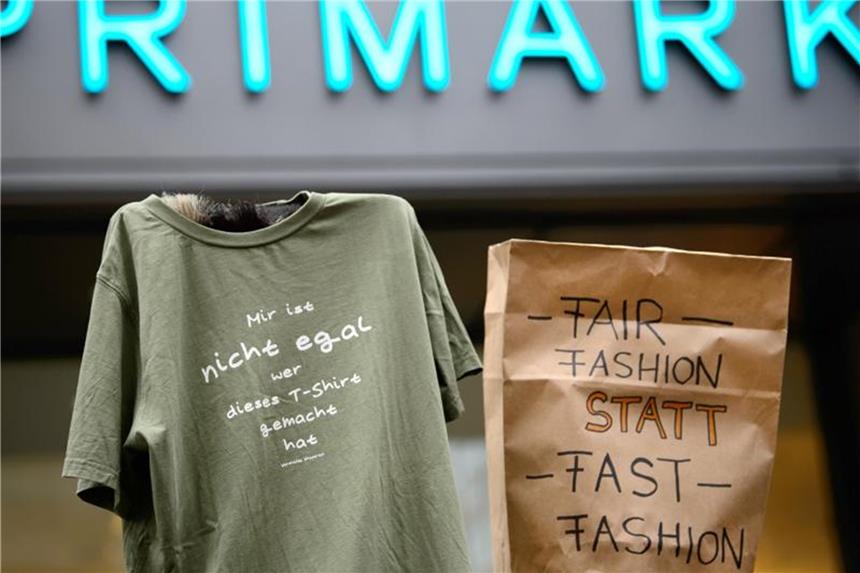 PRIMARK
Mir ist
nicht egal
wer
dieses T-Shirt
gemacht
hat
– FAIR –
FASHION
STATT
– FAST –
FASHION